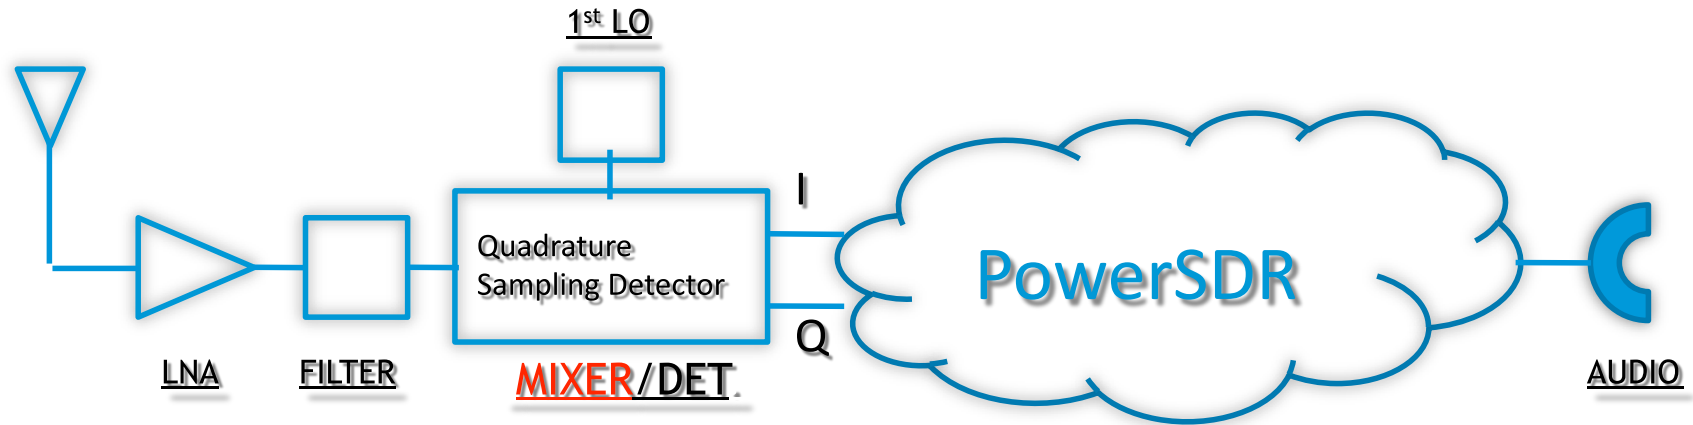 1st LO
I
Quadrature
Sampling Detector
PowerSDR
Q
LNA
FILTER
MIXER/DET.
AUDIO